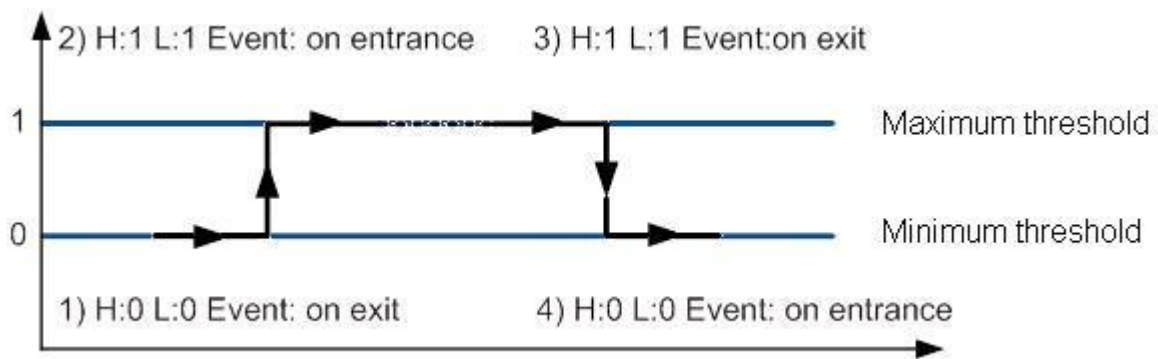 2) H:1 L:1 Event: on entrance
3) H:1 L:1 Event:on exit
1
Maximum threshold
0
Minimum threshold
1) H:0 L:0 Event: on exit
4) H:0 L:0 Event: on entrance